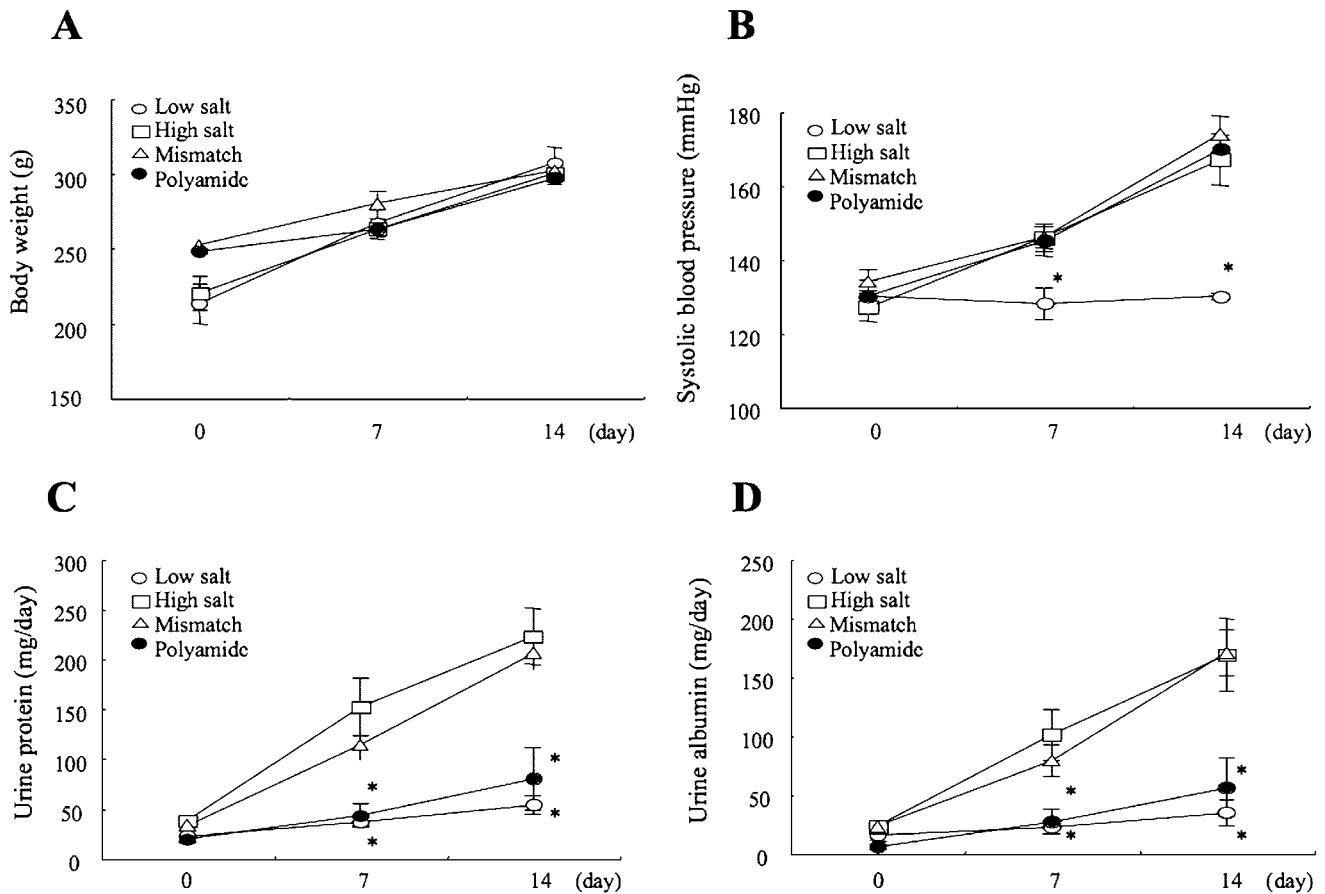 A
Body weight (g)
350
300
250
200
150
Low salt
High salt
Mismatch
Polyamide
0 7 14 (day)
B
Systolic blood pressure (mmHg)
180
160
140
120
100
Low salt
High salt
Mismatch
Polyamide
*
*
0 7 14 (day)
C
Urine protein (mg/day)
300
250
200
150
100
50
0
Low salt
High salt
Mismatch
Polyamide
*
*
*
*
0 7 14 (day)
D
Urine albumin (mg/day)
250
200
150
100
50
0
Low salt
High salt
Mismatch
Polyamide
*
*
*
*
0 7 14 (day)